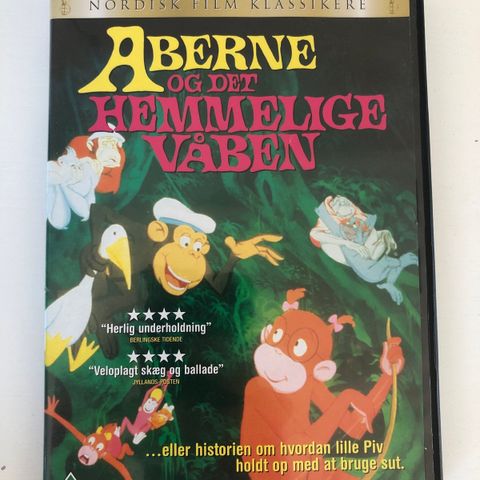 NORDISK FILM KLASSIKERE
ABERNE
OG DET
HEMMELIGE
VÅBEN
★★★★
"Herlig underholdning"
BERLINGSKE TIDENDE
★★★★
"Veloplagt skæg og ballade"
JYLLANDS-POSTEN
...eller historien om hvordan lille Piv
holdt op med at bruge sut.